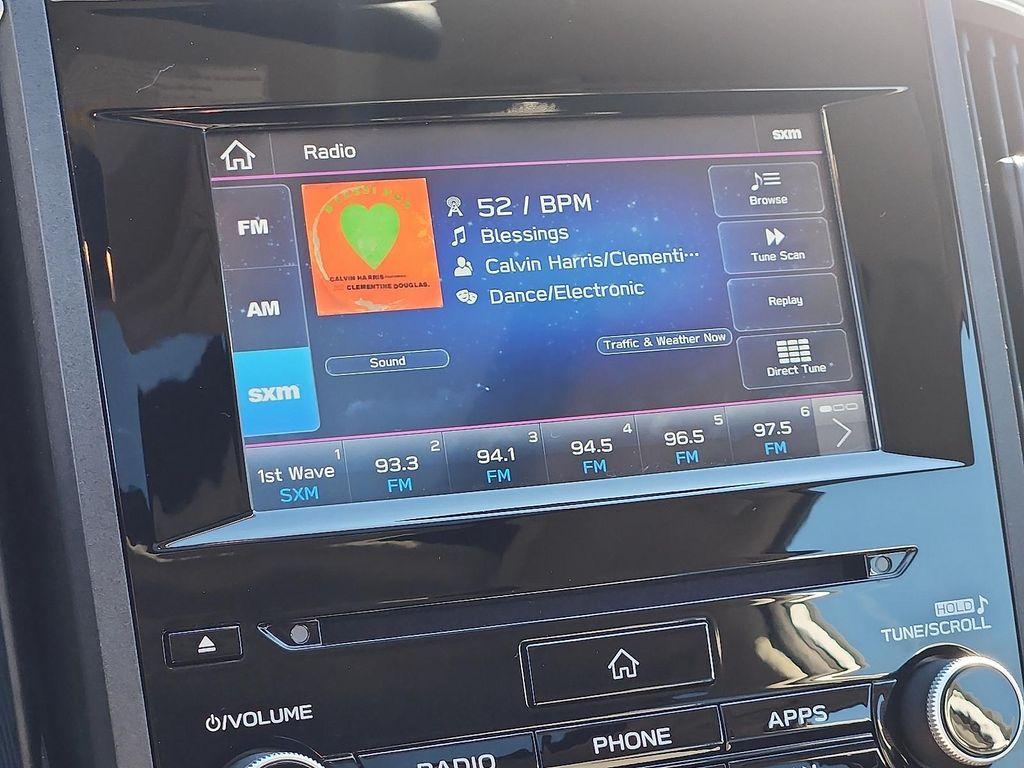 Radio
sxm
FM
AM
sxm
BLESSINGS
CALVIN HARRIS
CLEMENTINE DOUGLAS.
52 / BPM
Blessings
Calvin Harris/Clementi...
Dance/Electronic
Sound
Traffic & Weather Now
Browse
Tune Scan
Replay
Direct Tune
1
1st Wave
SXM
2
93.3
FM
3
94.1
FM
4
94.5
FM
5
96.5
FM
6
97.5
FM
HOLD
TUNE/SCROLL
/VOLUME
RADIO
PHONE
APPS